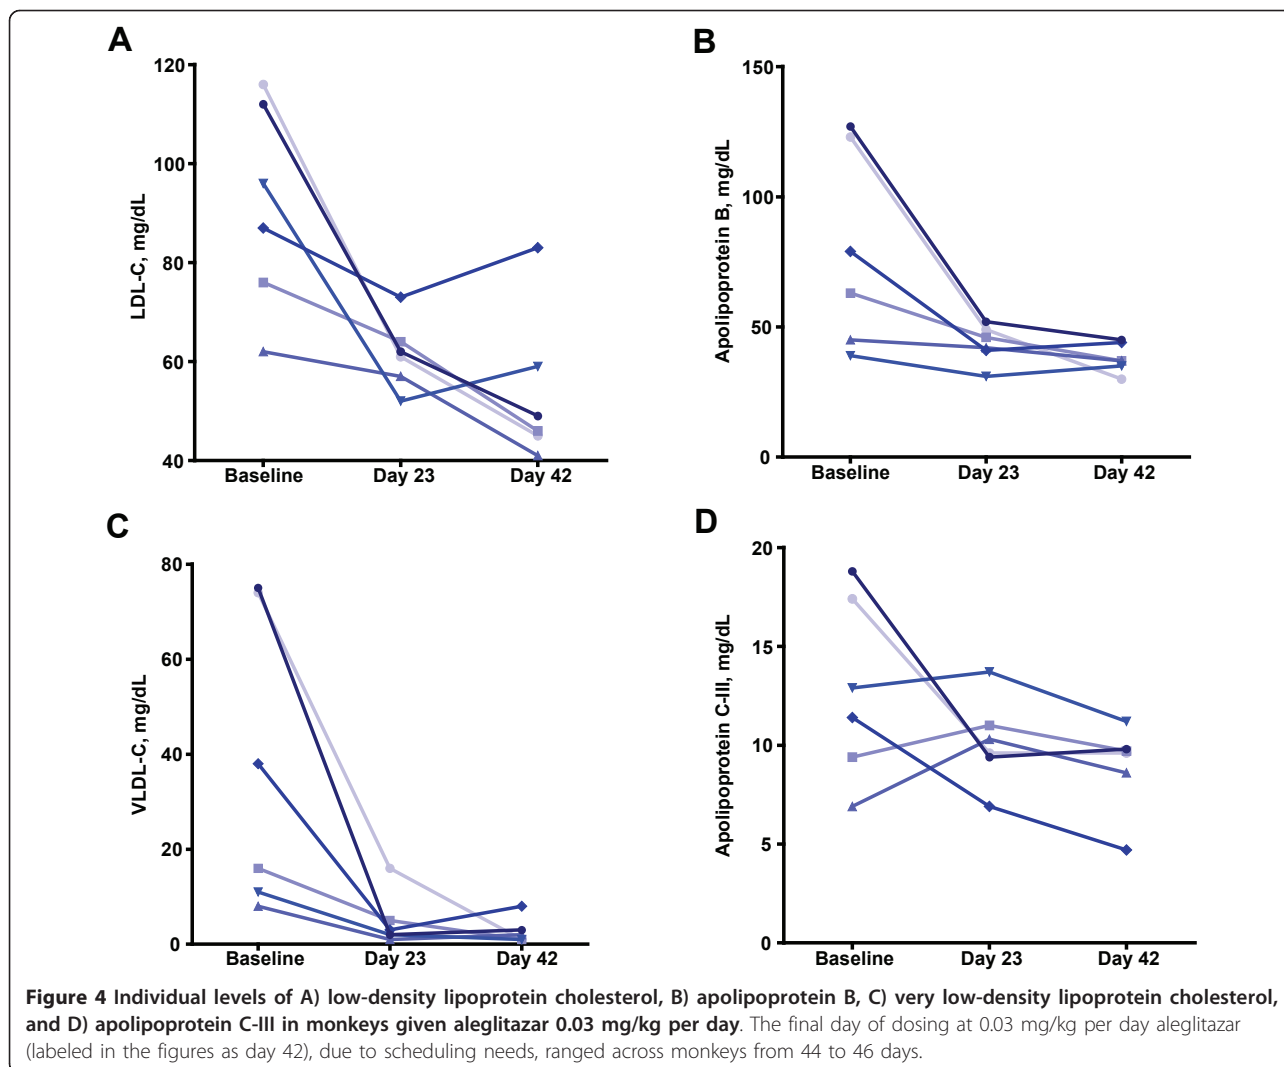 A
120
100
80
60
40
LDL-C, mg/dL
Baseline
Day 23
Day 42
B
150
100
50
0
Apolipoprotein B, mg/dL
Baseline
Day 23
Day 42
C
80
60
40
20
0
VLDL-C, mg/dL
Baseline
Day 23
Day 42
D
20
15
10
5
0
Apolipoprotein C-III, mg/dL
Baseline
Day 23
Day 42
Figure 4 Individual levels of A) low-density lipoprotein cholesterol, B) apolipoprotein B, C) very low-density lipoprotein cholesterol,
and D) apolipoprotein C-III in monkeys given aleglitazar 0.03 mg/kg per day. The final day of dosing at 0.03 mg/kg per day aleglitazar
(labeled in the figures as day 42), due to scheduling needs, ranged across monkeys from 44 to 46 days.